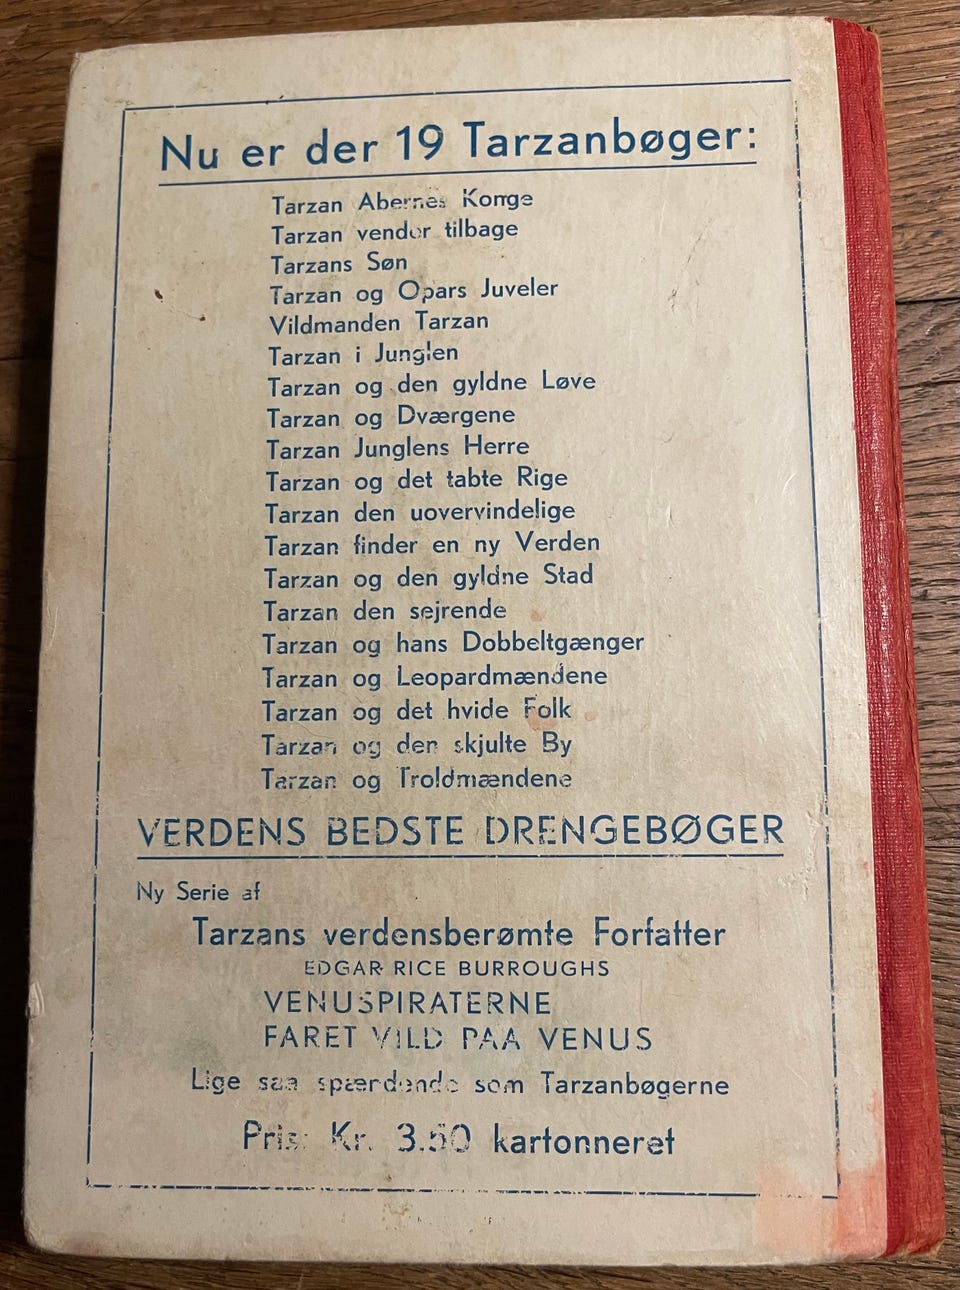 Nu er der 19 Tarzanbøger:
Tarzan Abernes Konge
Tarzan vender tilbage
Tarzans Søn
Tarzan og Opars Juveler
Vildmanden Tarzan
Tarzan i Junglen
Tarzan og den gyldne Løve
Tarzan og Dværgene
Tarzan Junglens Herre
Tarzan og det tabte Rige
Tarzan den uovervindelige
Tarzan finder en ny Verden
Tarzan og den gyldne Stad
Tarzan den sejrende
Tarzan og hans Dobbeltgænger
Tarzan og Leopardmændene
Tarzan og det hvide Folk
Tarzan og den skjulte By
Tarzan og Troldmændene
VERDENS BEDSTE DRENGEBØGER
Ny Serie af
Tarzans verdensberømte Forfatter
EDGAR RICE BURROUGHS
VENUSPIRATERNE
FARET VILD PAA VENUS
Lige saa spændende som Tarzanbøgerne
Pris: Kr. 3.50 kartonneret